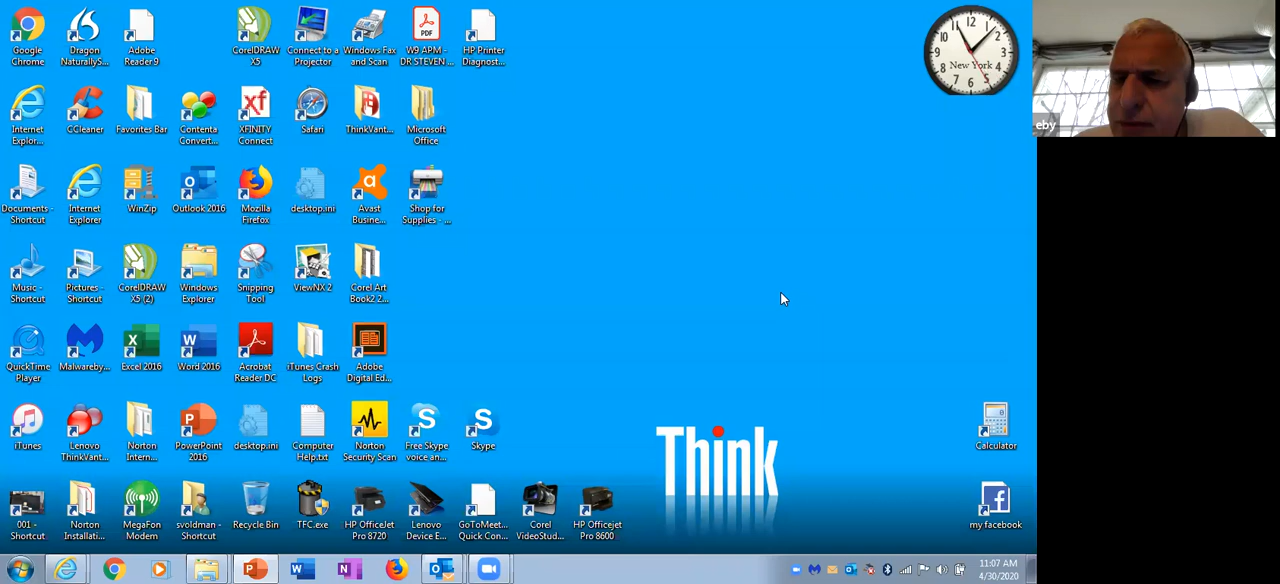 Google
Chrome
Dragon
NaturallyS...
Adobe
Reader 9
CorelDRAW
X5
Connect to a
Projector
Windows Fax
and Scan
PDF
W9 APM -
DR STEVEN ...
HP Printer
Diagnost...
New York
eby
Internet
Explor...
CCleaner
Favorites Bar
Contenta
Convert...
xf
XFINITY
Connect
Safari
ThinkVant...
Microsoft
Office
Documents -
Shortcut
Internet
Explorer
WinZip
Outlook 2016
Mozilla
Firefox
desktop.ini
Avast
Busine...
Shop for
Supplies - ...
Music -
Shortcut
Pictures -
Shortcut
CorelDRAW
X5 (2)
Windows
Explorer
Snipping
Tool
ViewNX 2
Corel Art
Book2 2...
QuickTime
Player
Malwareby...
Excel 2016
Word 2016
Acrobat
Reader DC
iTunes Crash
Logs
Adobe
Digital Ed...
iTunes
Lenovo
ThinkVant...
Norton
Intern...
PowerPoint
2016
desktop.ini
Computer
Help.txt
Norton
Security Scan
Free Skype
voice an...
Skype
Think
Calculator
001 -
Shortcut
Norton
Installati...
MegaFon
Modem
svoldman -
Shortcut
Recycle Bin
TFC.exe
HP OfficeJet
Pro 8720
Lenovo
Device E...
GoToMeet...
Quick Con...
Corel
VideoStud...
HP Officejet
Pro 8600
my facebook
11:07 AM
4/30/2020